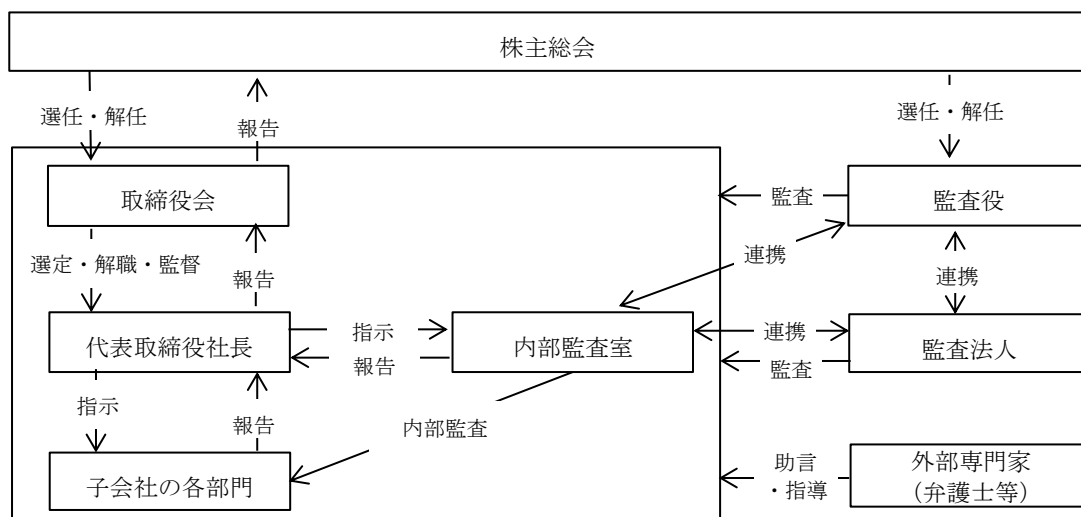 株主総会
選任・解任
報告
選任・解任
取締役会
監査
監査役
選定・解職・監督
報告
連携
連携
代表取締役社長
指示
報告
内部監査室
連携
監査
監査法人
指示
報告
内部監査
子会社の各部門
助言
・指導
外部専門家
(弁護士等)